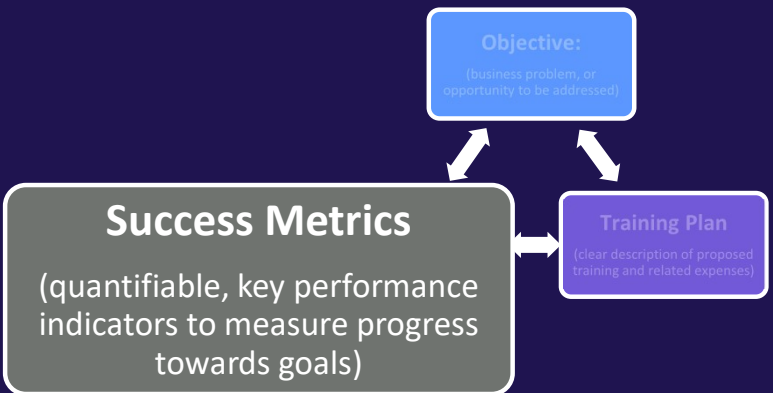 Objective:
(business problem, or
opportunity to be addressed)
Success Metrics
(quantifiable, key performance
indicators to measure progress
towards goals)
Training Plan
(clear description of proposed
training and related expenses)